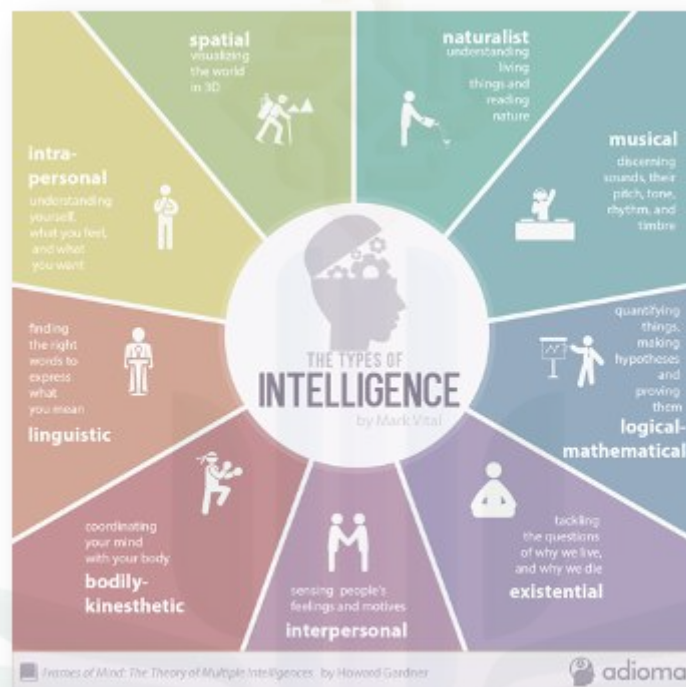 spatial
visualizing
the world
in 3D
naturalist
understanding
living
things and
reading
nature
musical
discerning
sounds, their
pitch, tone,
rhythm, and
timbre
quantifying
things,
making
hypotheses
and
proving
them
logical-
mathematical
tackling
the questions
of why we live,
and why we die
existential
sensing people's
feelings and motives
interpersonal
coordinating
your mind
with your body
bodily-
kinesthetic
finding
the right
words to
express
what
you mean
linguistic
intra-
personal
understanding
yourself,
what you feel,
and what
you want
THE TYPES OF
INTELLIGENCE
by Mark Vital
Frames of Mind: The Theory of Multiple Intelligences by Howard Gardner
adioma